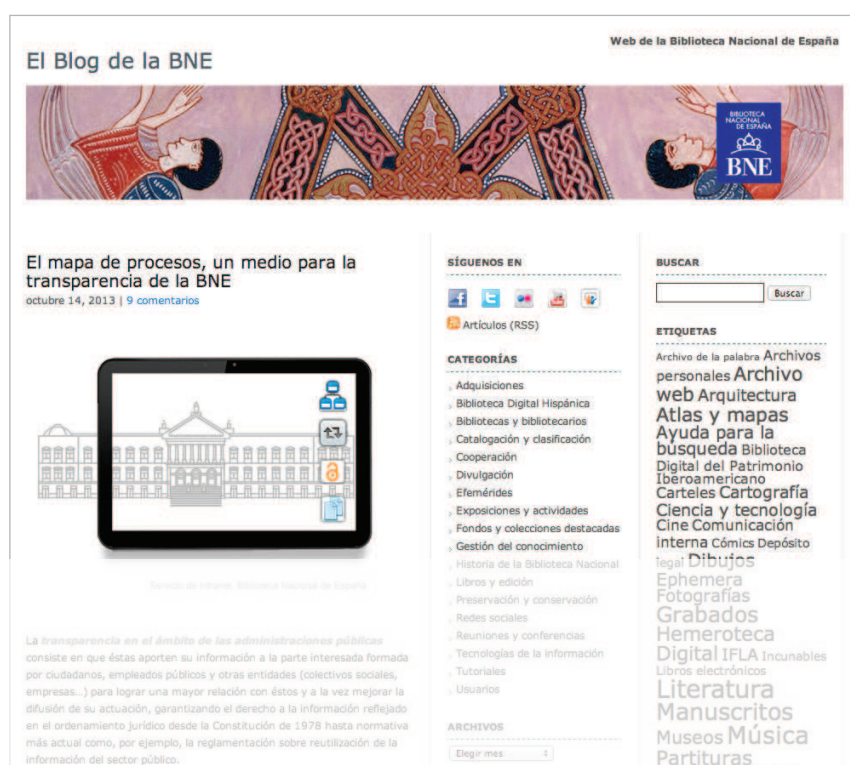 Web de la Biblioteca Nacional de España
El Blog de la BNE
BIBLIOTECA
NACIONAL
DE ESPAÑA
BNE
El mapa de procesos, un medio para la
transparencia de la BNE
octubre 14, 2013 | 9 comentarios
La transparencia en el ámbito de las administraciones públicas
consiste en que éstas aporten su información a la parte interesada formada
por ciudadanos, empleados públicos y otras entidades (colectivos sociales,
empresas...) para lograr una mayor relación con éstos y a la vez mejorar la
difusión de su actuación, garantizando el derecho a la información reflejado
en el ordenamiento jurídico desde la Constitución de 1978 hasta normativa
más actual como, por ejemplo, la reglamentación sobre reutilización de la
información del sector público.
SÍGUENOS EN
Artículos (RSS)
CATEGORÍAS
Adquisiciones
Biblioteca Digital Hispánica
Bibliotecas y bibliotecarios
Catalogación y clasificación
Cooperación
Divulgación
Efemérides
Exposiciones y actividades
Fondos y colecciones destacadas
Gestión del conocimiento
Historia de la Biblioteca Nacional
Libros y edición
Preservación y conservación
Redes sociales
Reuniones y conferencias
Tecnologías de la información
Tutoriales
Usuarios
ARCHIVOS
Elegir mes
BUSCAR
Buscar
ETIQUETAS
Archivo de la palabra Archivos
personales Archivo
web Arquitectura
Atlas y mapas
Ayuda para la
búsqueda Biblioteca
Digital del Patrimonio
Iberoamericano
Carteles Cartografía
Ciencia y tecnología
Cine Comunicación
interna Cómics Depósito
legal Dibujos
Ephemera
Fotografías
Grabados
Hemeroteca
Digital IFLA Incunables
Libros electrónicos
Literatura
Manuscritos
Museos Música
Partituras